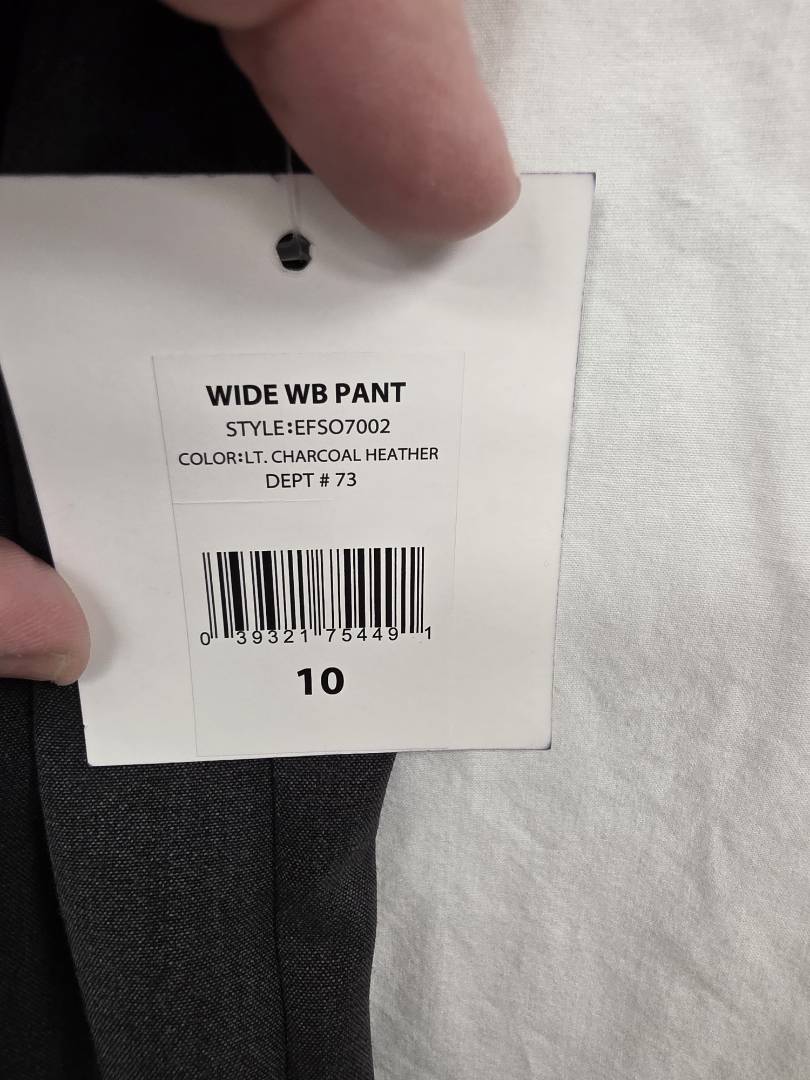 WIDE WB PANT
STYLE:EFSO7002
COLOR:LT. CHARCOAL HEATHER
DEPT # 73
0 39321 75449 1
10